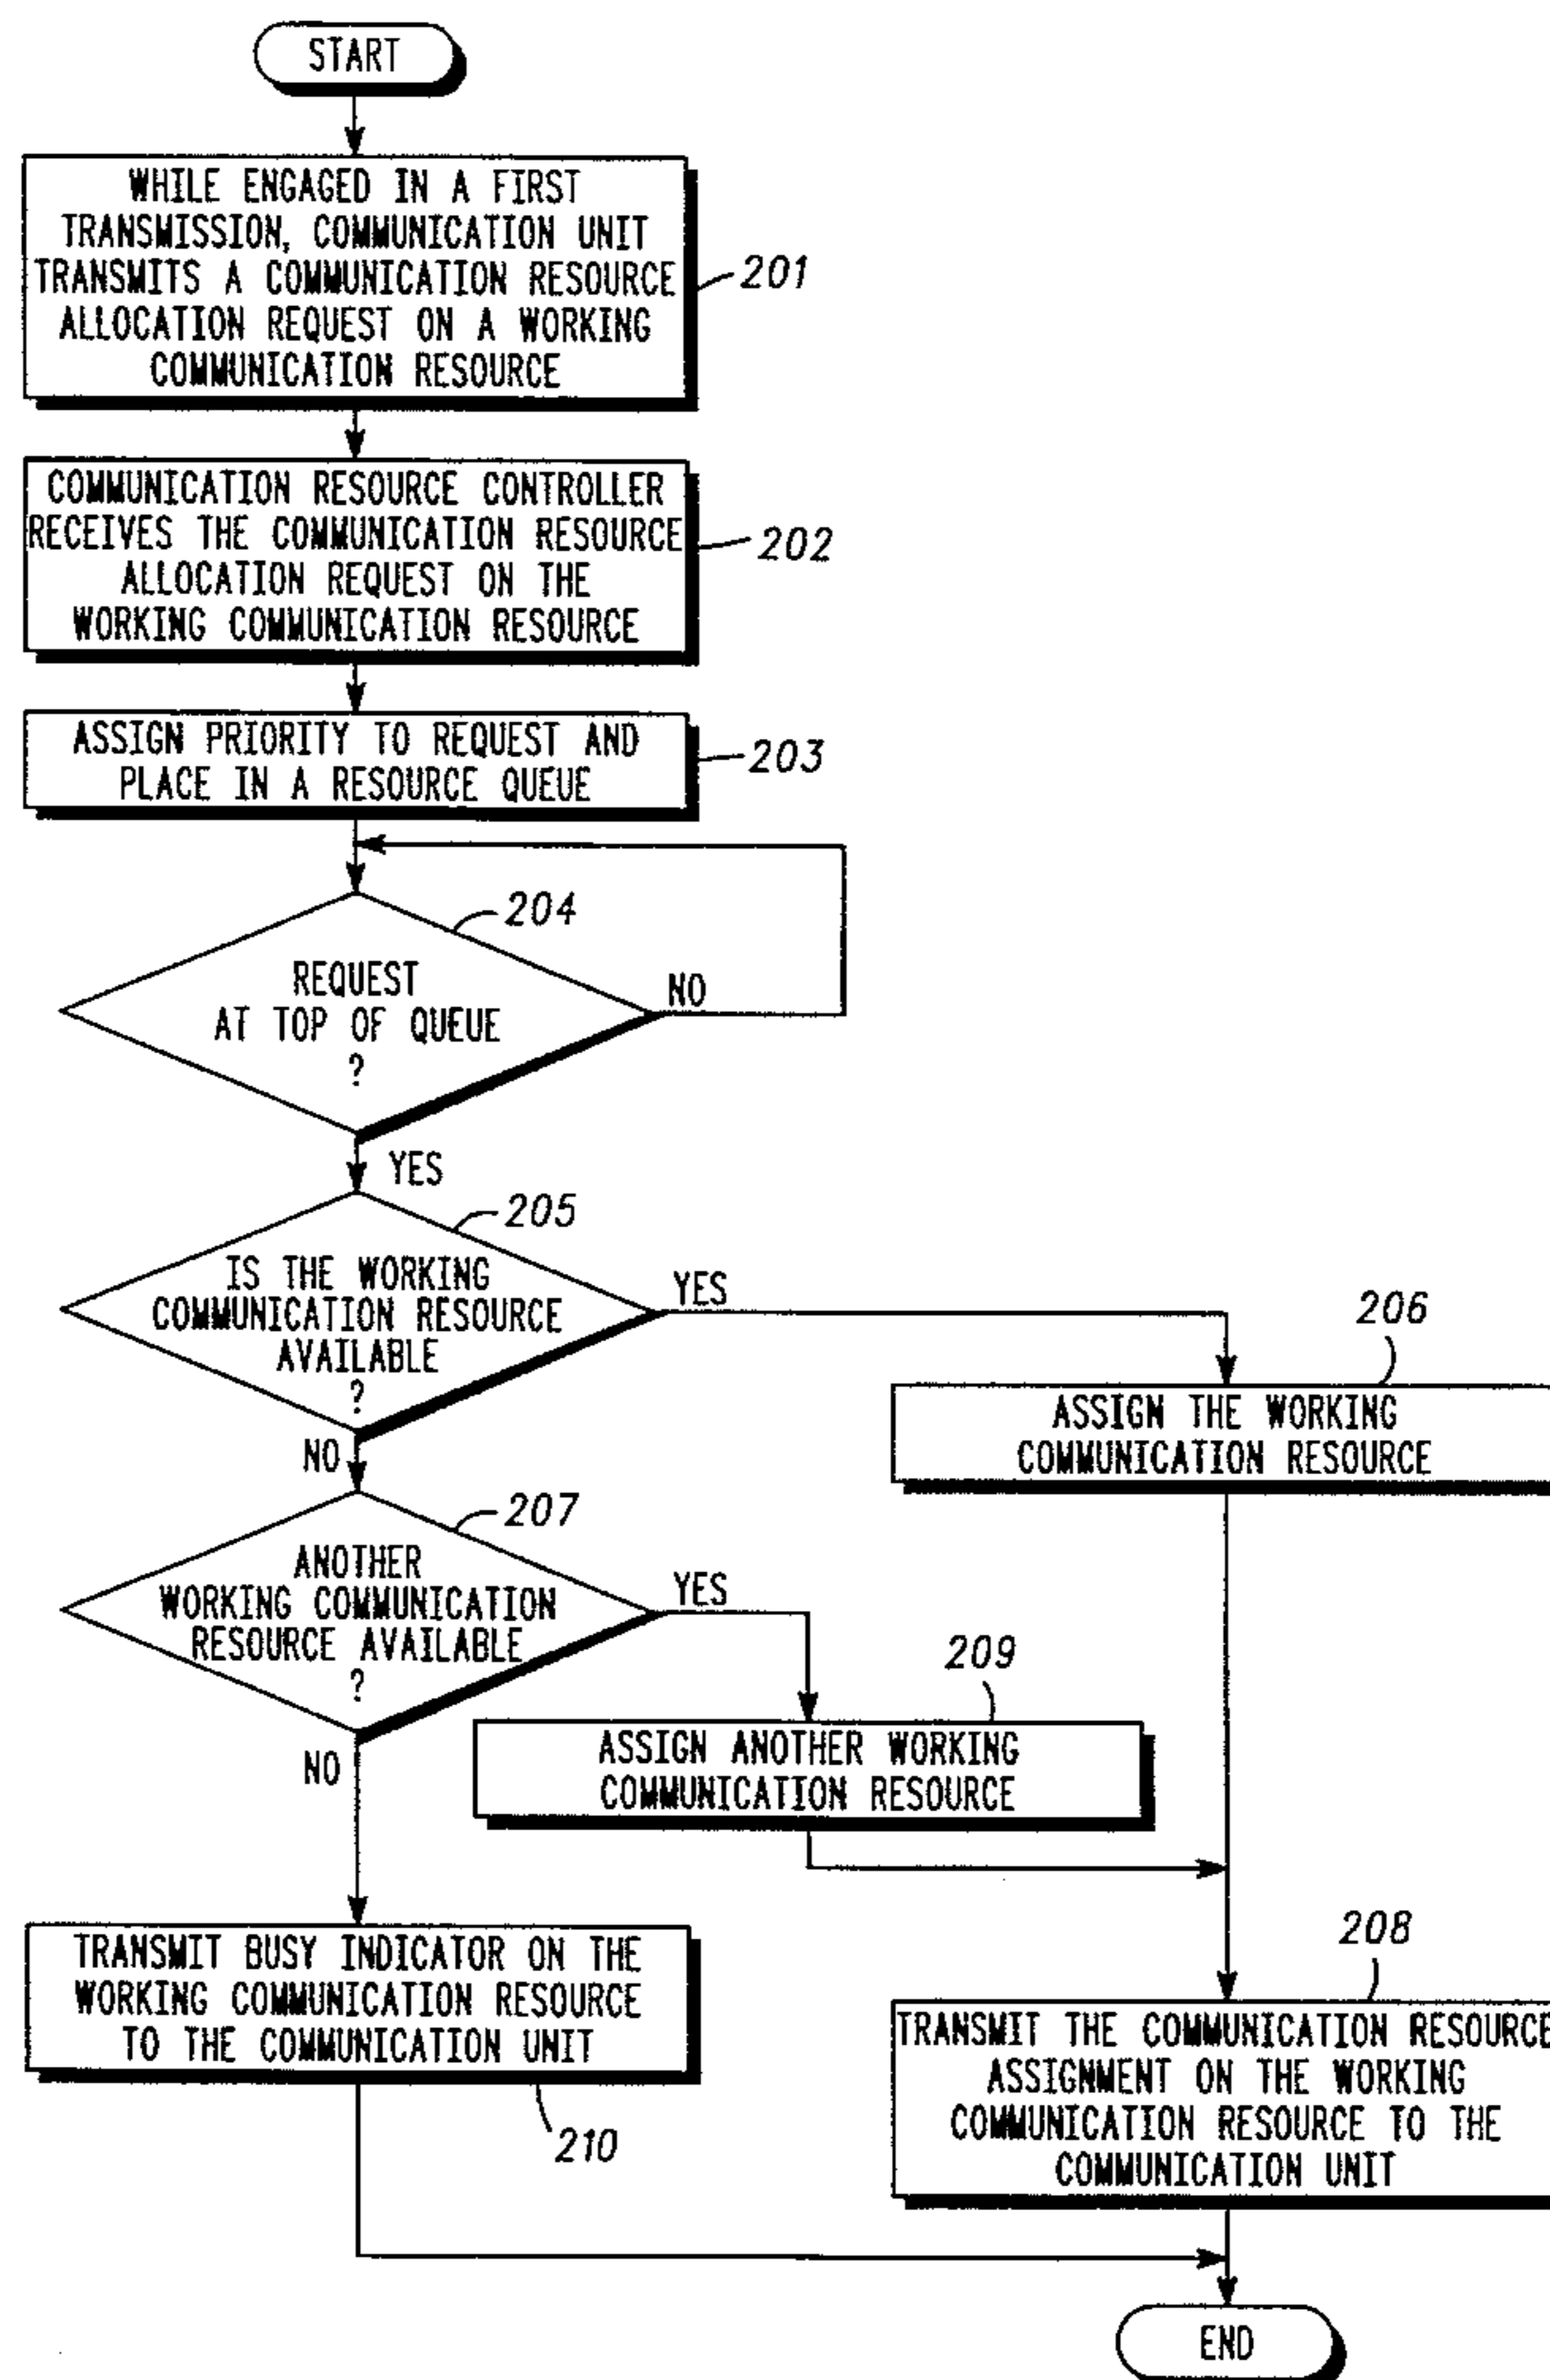 START
WHILE ENGAGED IN A FIRST
TRANSMISSION, COMMUNICATION UNIT
TRANSMITS A COMMUNICATION RESOURCE
ALLOCATION REQUEST ON A WORKING
COMMUNICATION RESOURCE
201
COMMUNICATION RESOURCE CONTROLLER
RECEIVES THE COMMUNICATION RESOURCE
ALLOCATION REQUEST ON THE
WORKING COMMUNICATION RESOURCE
202
ASSIGN PRIORITY TO REQUEST AND
PLACE IN A RESOURCE QUEUE
203
204
REQUEST
AT TOP OF QUEUE
?
NO
YES
205
IS THE WORKING
COMMUNICATION RESOURCE
AVAILABLE
?
YES
NO
206
ASSIGN THE WORKING
COMMUNICATION RESOURCE
207
ANOTHER
WORKING COMMUNICATION
RESOURCE AVAILABLE
?
YES
NO
209
ASSIGN ANOTHER WORKING
COMMUNICATION RESOURCE
TRANSMIT BUSY INDICATOR ON THE
WORKING COMMUNICATION RESOURCE
TO THE COMMUNICATION UNIT
210
208
TRANSMIT THE COMMUNICATION RESOURCE
ASSIGNMENT ON THE WORKING
COMMUNICATION RESOURCE TO THE
COMMUNICATION UNIT
END